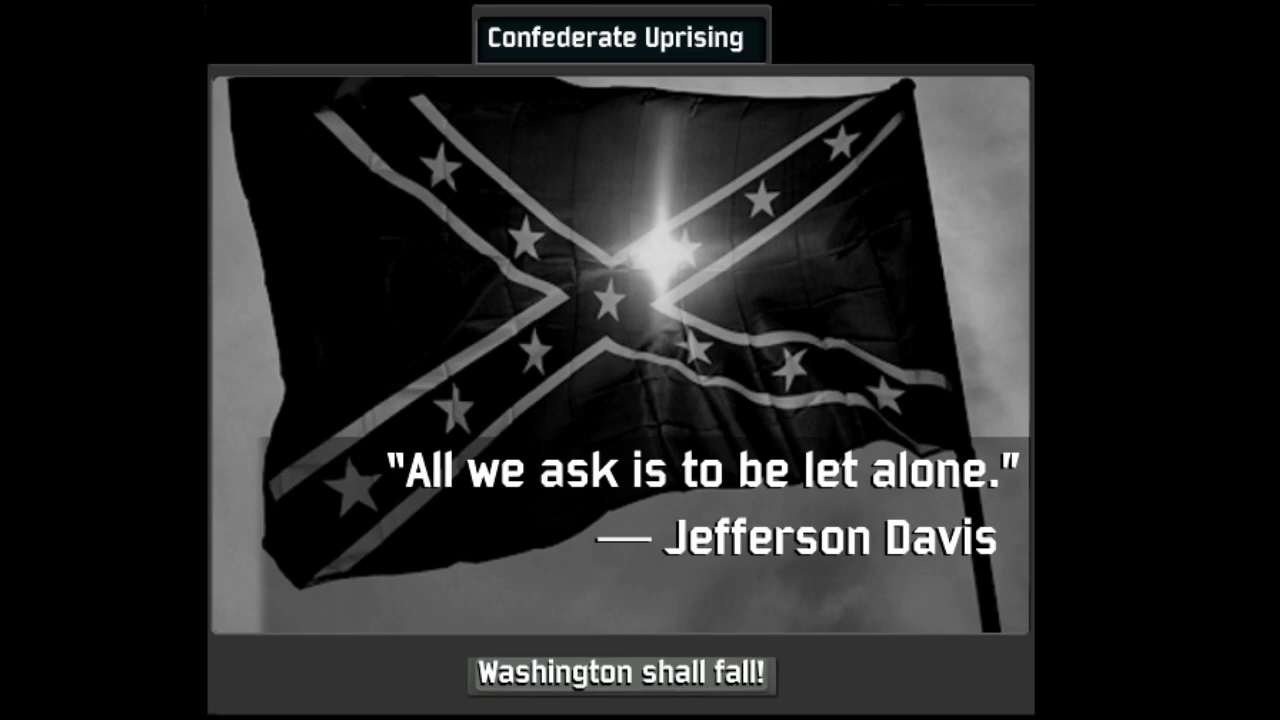 Confederate Uprising
"All we ask is to be let alone."
— Jefferson Davis
Washington shall fall!